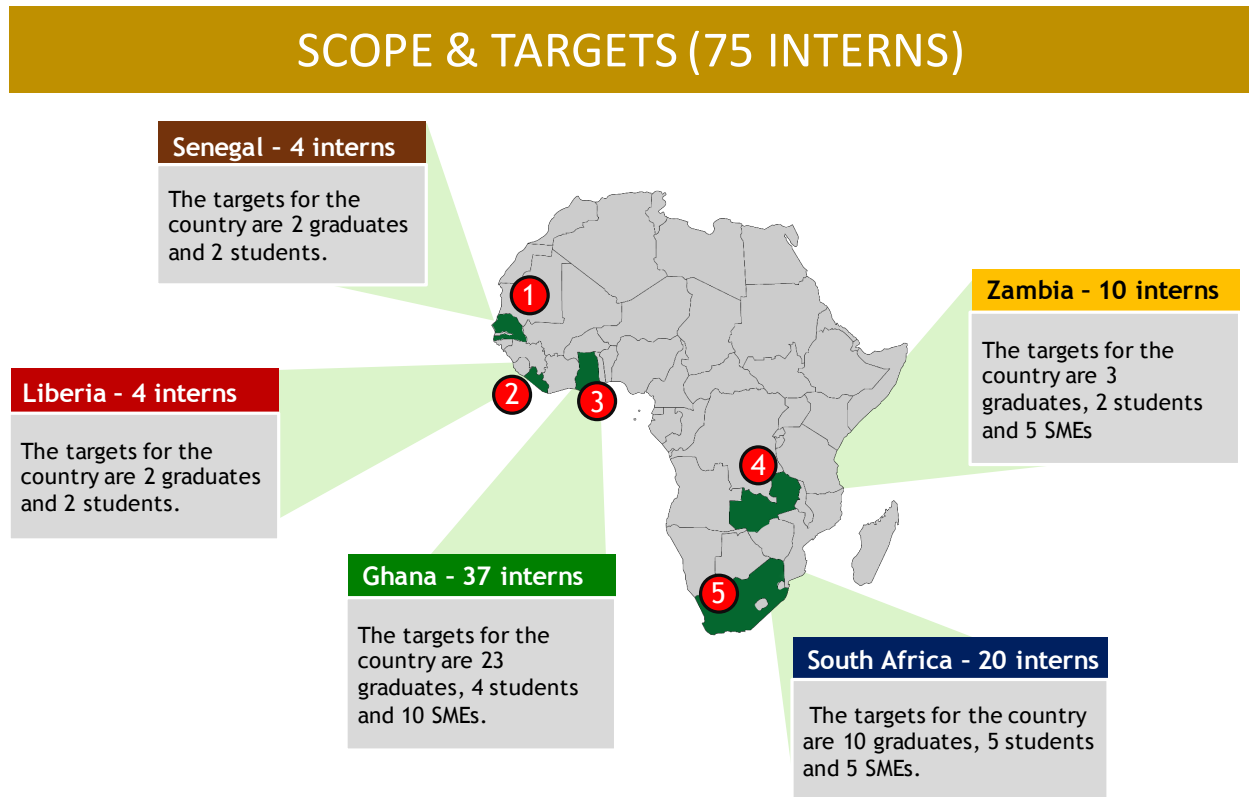 SCOPE & TARGETS (75 INTERNS)
Senegal – 4 interns
The targets for the
country are 2 graduates
and 2 students.
1
Zambia – 10 interns
The targets for the
country are 3
graduates, 2 students
and 5 SMEs
Liberia – 4 interns
The targets for the
country are 2 graduates
and 2 students.
2
3
4
Ghana – 37 interns
The targets for the
country are 23
graduates, 4 students
and 10 SMEs.
5
South Africa – 20 interns
The targets for the country
are 10 graduates, 5 students
and 5 SMEs.